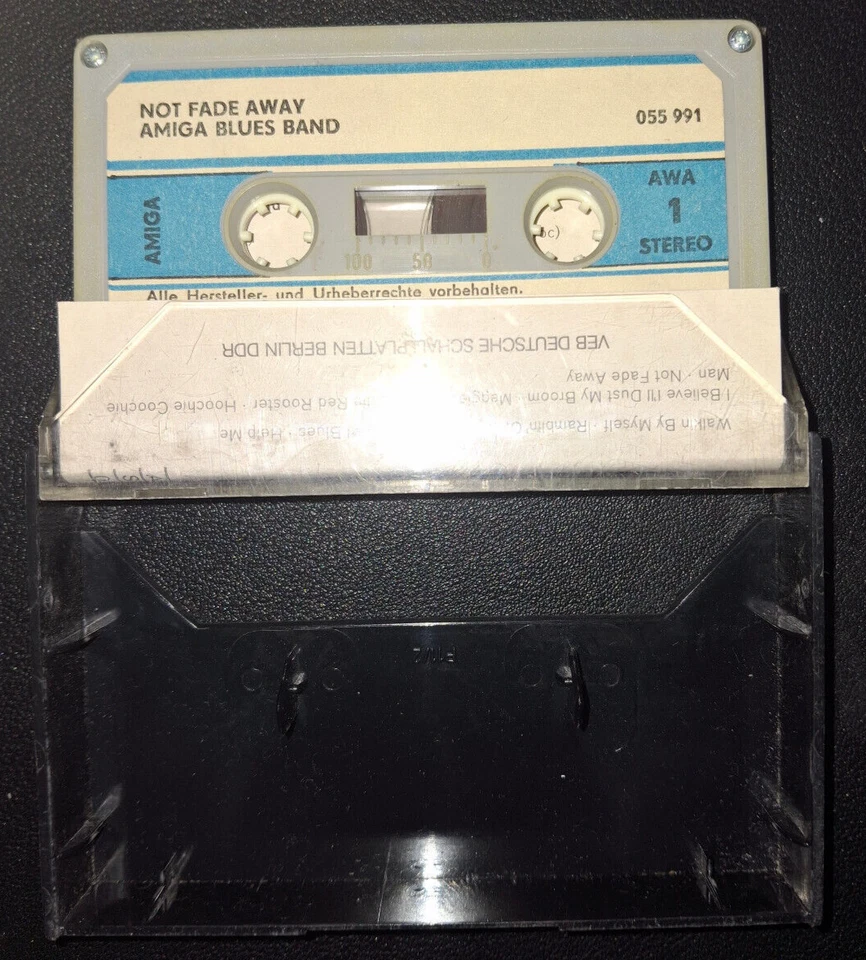 NOT FADE AWAY
AMIGA BLUES BAND
055 991
AMIGA
AWA
1
STEREO
100 50 0
Alle Hersteller- und Urheberrechte vorbehalten.
Walkin By Myself · Ramblin' Blues · Help Me
I Believe I'll Dust My Broom · Red Rooster · Hoochie Coochie
Man · Not Fade Away
VEB DEUTSCHE SCHALLPLATTEN BERLIN DDR